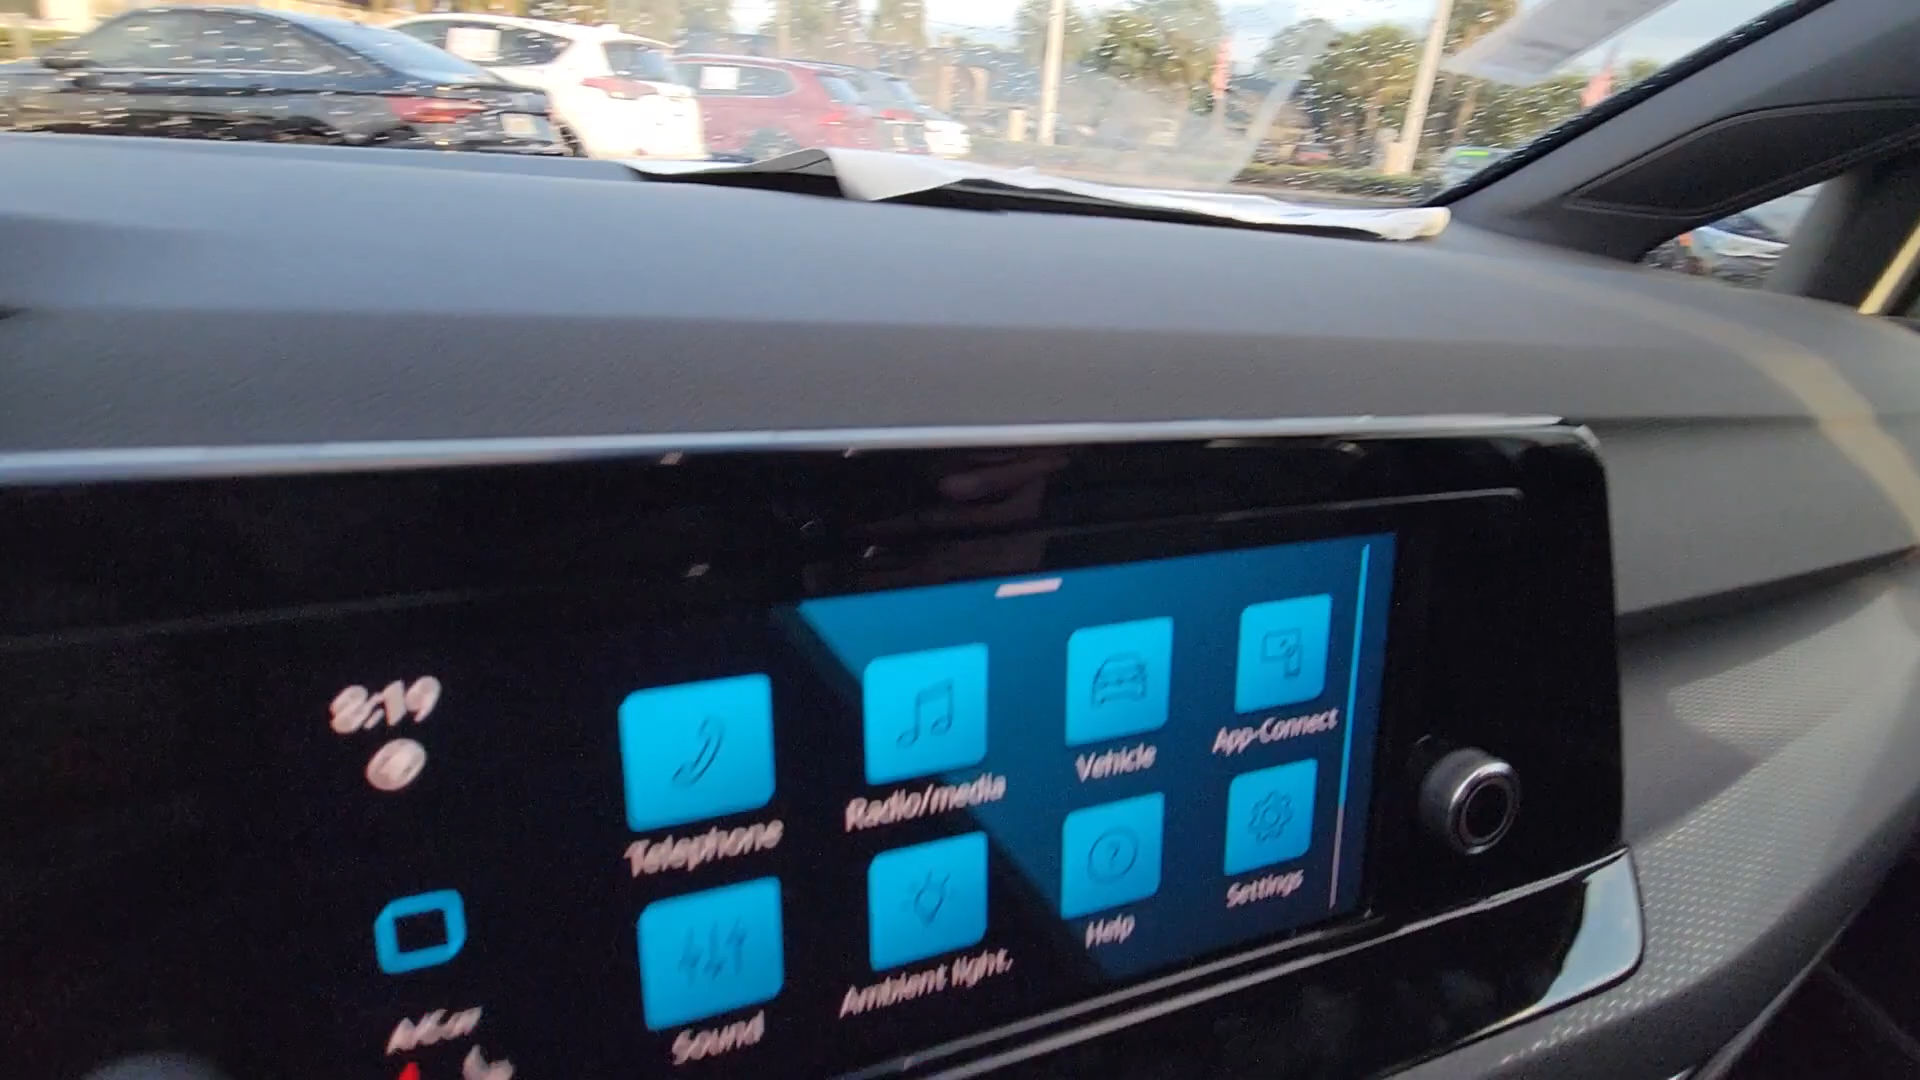 8:19
Telephone
Radio/media
Vehicle
App-Connect
Sound
Ambient light.
Help
Settings
A/C